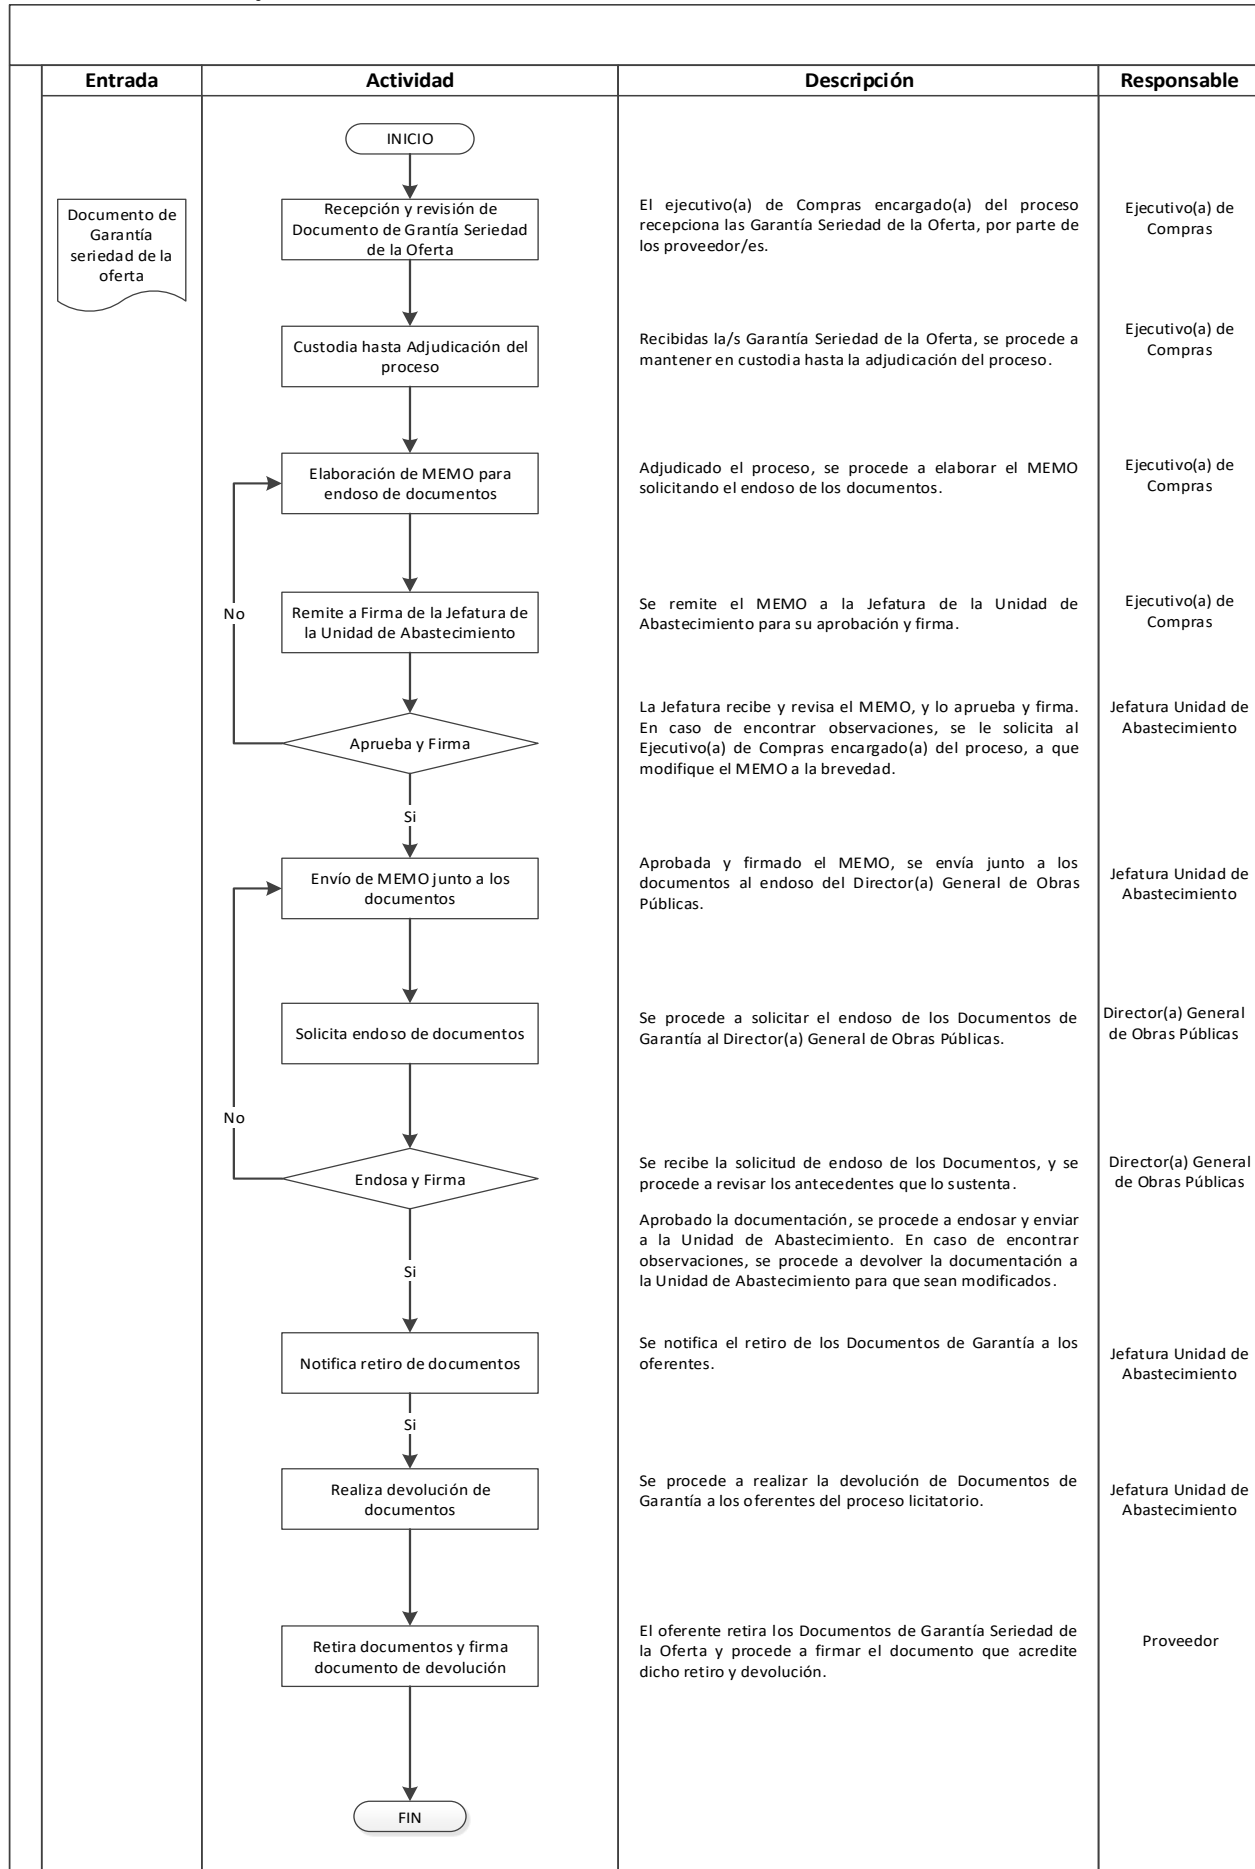 Entrada
Actividad
Descripción
Responsable
INICIO
Documento de
Garantía
seriedad de la
oferta
Recepción y revisión de
Documento de Grantía Seriedad
de la Oferta
El ejecutivo(a) de Compras encargado(a) del proceso
recepciona las Garantía Seriedad de la Oferta, por parte de
los proveedor/es.
Ejecutivo(a) de
Compras
Custodia hasta Adjudicación del
proceso
Recibidas la/s Garantía Seriedad de la Oferta, se procede a
mantener en custodia hasta la adjudicación del proceso.
Ejecutivo(a) de
Compras
Elaboración de MEMO para
endoso de documentos
Adjudicado el proceso, se procede a elaborar el MEMO
solicitando el endoso de los documentos.
Ejecutivo(a) de
Compras
No
Remite a Firma de la Jefatura de
la Unidad de Abastecimiento
Se remite el MEMO a la Jefatura de la Unidad de
Abastecimiento para su aprobación y firma.
Ejecutivo(a) de
Compras
Aprueba y Firma
La Jefatura recibe y revisa el MEMO, y lo aprueba y firma.
En caso de encontrar observaciones, se le solicita al
Ejecutivo(a) de Compras encargado(a) del proceso, a que
modifique el MEMO a la brevedad.
Jefatura Unidad de
Abastecimiento
Si
Envío de MEMO junto a los
documentos
Aprobada y firmado el MEMO, se envía junto a los
documentos al endoso del Director(a) General de Obras
Públicas.
Jefatura Unidad de
Abastecimiento
Solicita endoso de documentos
Se procede a solicitar el endoso de los Documentos de
Garantía al Director(a) General de Obras Públicas.
Director(a) General
de Obras Públicas
No
Endosa y Firma
Se recibe la solicitud de endoso de los Documentos, y se
procede a revisar los antecedentes que lo sustenta.
Aprobado la documentación, se procede a endosar y enviar
a la Unidad de Abastecimiento. En caso de encontrar
observaciones, se procede a devolver la documentación a
la Unidad de Abastecimiento para que sean modificados.
Director(a) General
de Obras Públicas
Si
Notifica retiro de documentos
Se notifica el retiro de los Documentos de Garantía a los
oferentes.
Jefatura Unidad de
Abastecimiento
Si
Realiza devolución de
documentos
Se procede a realizar la devolución de Documentos de
Garantía a los oferentes del proceso licitatorio.
Jefatura Unidad de
Abastecimiento
Retira documentos y firma
documento de devolución
El oferente retira los Documentos de Garantía Seriedad de
la Oferta y procede a firmar el documento que acredite
dicho retiro y devolución.
Proveedor
FIN